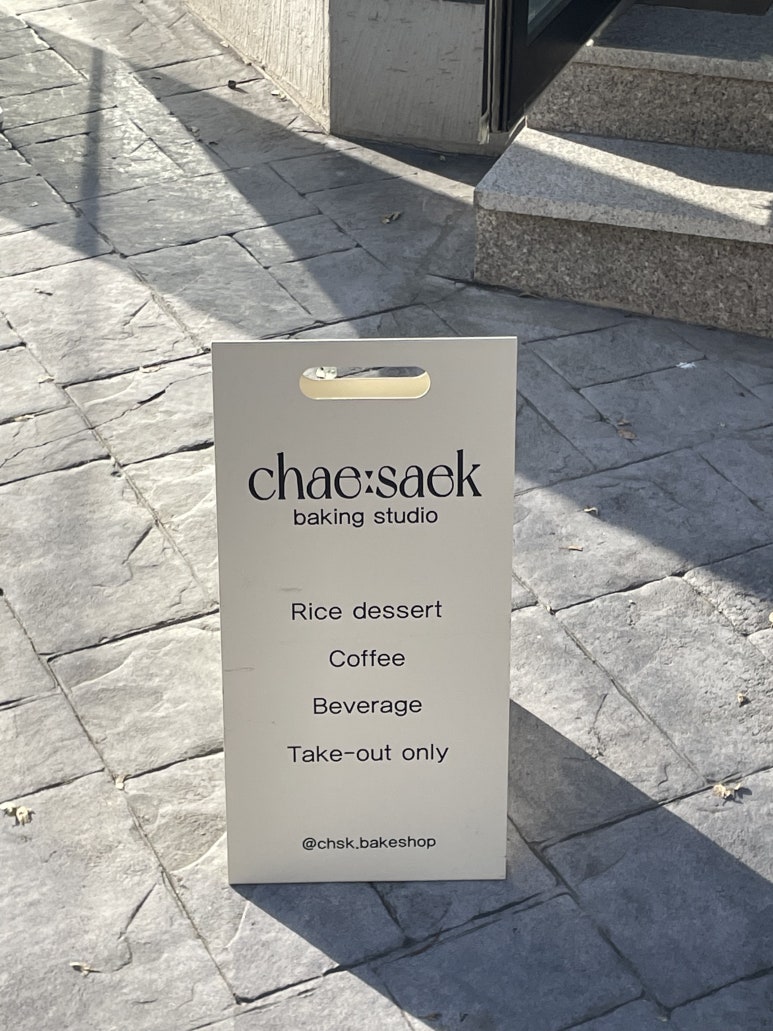 chae:saek
baking studio
Rice dessert
Coffee
Beverage
Take-out only
@chsk.bakeshop